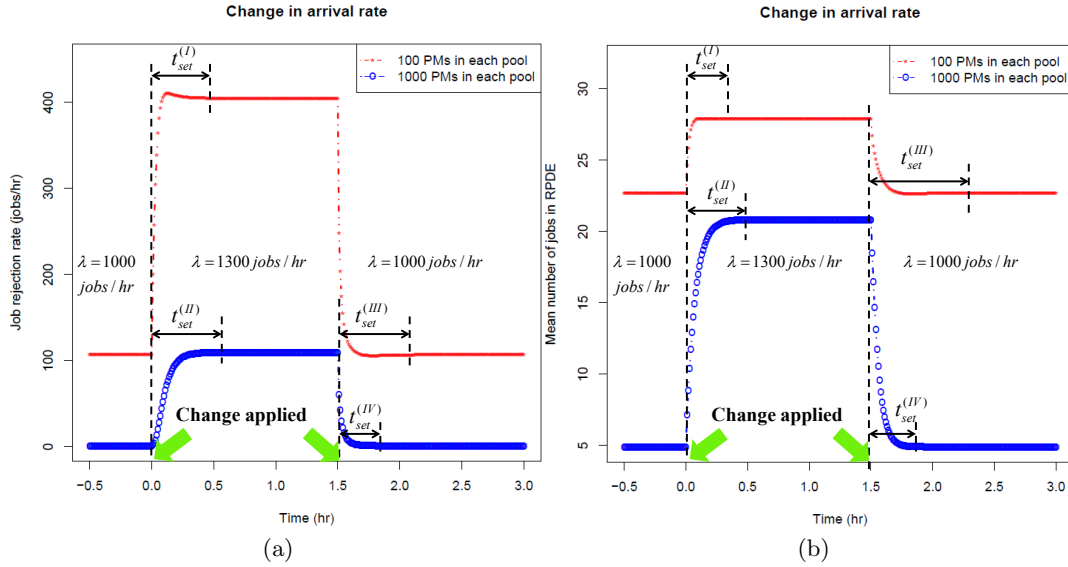 Change in arrival rate
100 PMs in each pool
1000 PMs in each pool
t_set^(I)
Job rejection rate (jobs/hr)
400
300
200
100
0
λ = 1000
jobs / hr
λ = 1300 jobs / hr
λ = 1000 jobs / hr
t_set^(II)
t_set^(III)
t_set^(IV)
Change applied
−0.5
0.0
0.5
1.0
1.5
2.0
2.5
3.0
Time (hr)
(a)
Change in arrival rate
100 PMs in each pool
1000 PMs in each pool
t_set^(I)
Mean number of jobs in RPDE
30
25
20
15
10
5
t_set^(II)
t_set^(III)
λ = 1000
jobs / hr
λ = 1300 jobs / hr
λ = 1000 jobs / hr
t_set^(IV)
Change applied
−0.5
0.0
0.5
1.0
1.5
2.0
2.5
3.0
Time (hr)
(b)